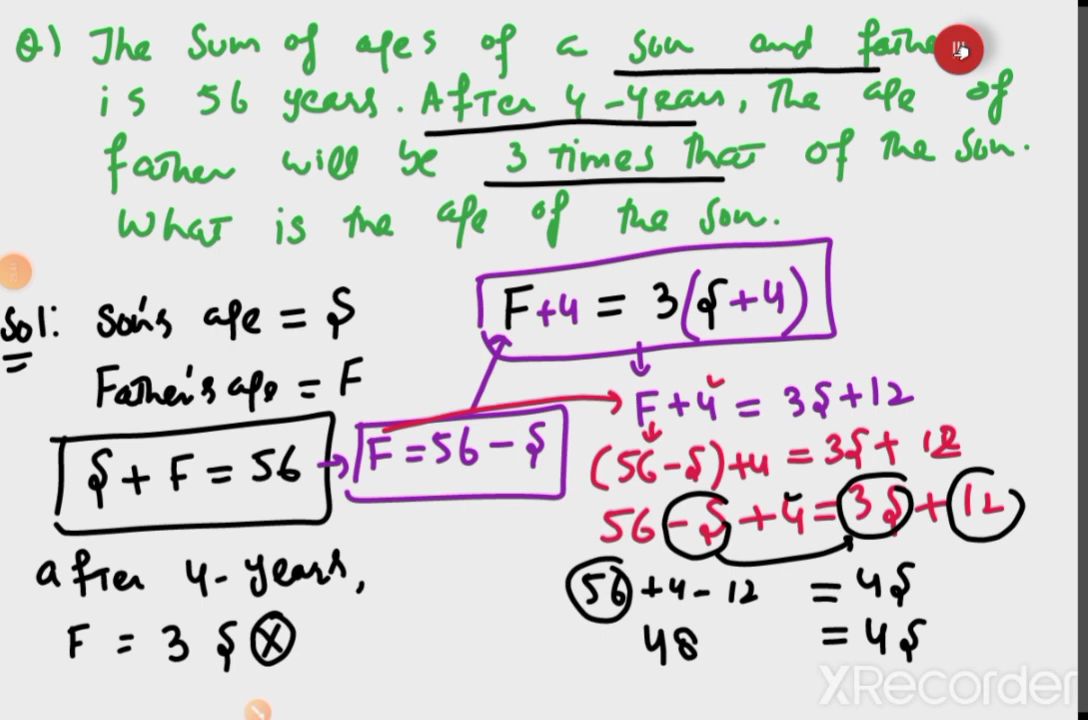 Q) The Sum of ages of a son and fathe
is 56 years. After 4-years, The age of
father will be 3 times that of the son.
What is the age of the son.
Sol: Son's age = S
Father's age = F
S + F = 56
F = 56 - S
after 4-years,
F = 3 S ⊗
F+4 = 3(S+4)
F+4 = 3S+12
(56-S)+4 = 3S+12
56 - S + 4 = 3S + 12
56+4-12 = 4S
48 = 4S
XRecorder